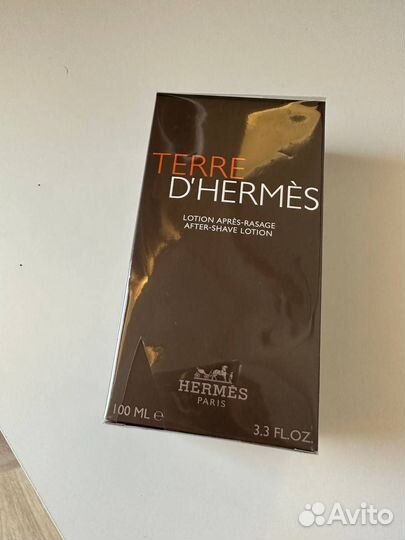 TERRE
D'HERMÈS
LOTION APRÈS-RASAGE
AFTER-SHAVE LOTION
HERMÈS
PARIS
100 ML ℮
3.3 FL.OZ.
Avito